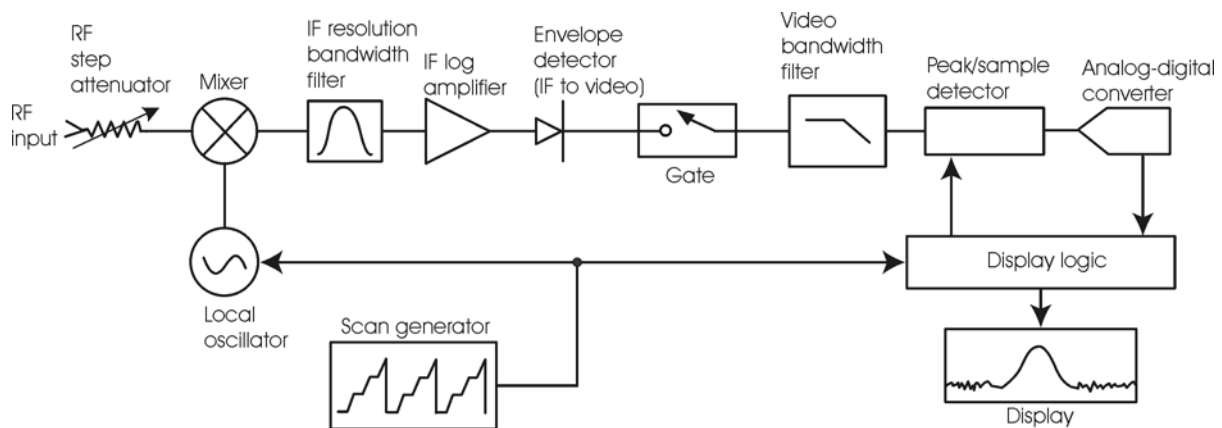 RF
step
attenuator
RF
input
Mixer
IF resolution
bandwidth
filter
IF log
amplifier
Envelope
detector
(IF to video)
Gate
Video
bandwidth
filter
Peak/sample
detector
Analog-digital
converter
Local
oscillator
Scan generator
Display logic
Display